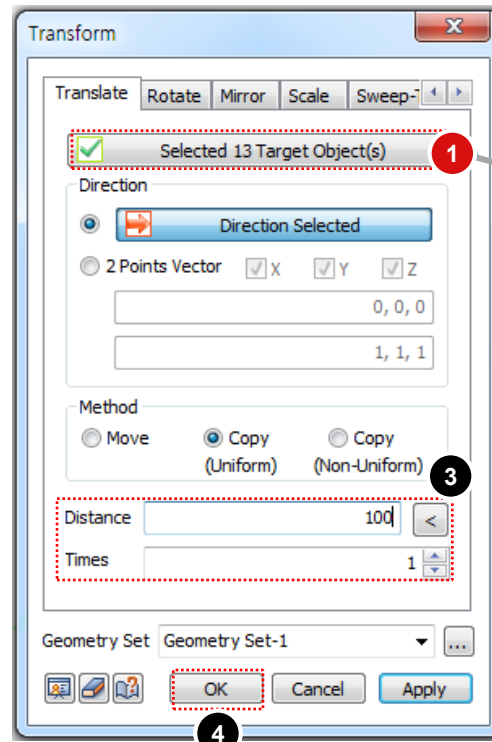 Transform
Translate Rotate Mirror Scale Sweep-T
Selected 13 Target Object(s) 1
Direction
Direction Selected
2 Points Vector X Y Z
0, 0, 0
1, 1, 1
Method
Move Copy Copy
(Uniform) (Non-Uniform)
3
Distance 100 <
Times 1
Geometry Set Geometry Set-1 ...
OK Cancel Apply
4